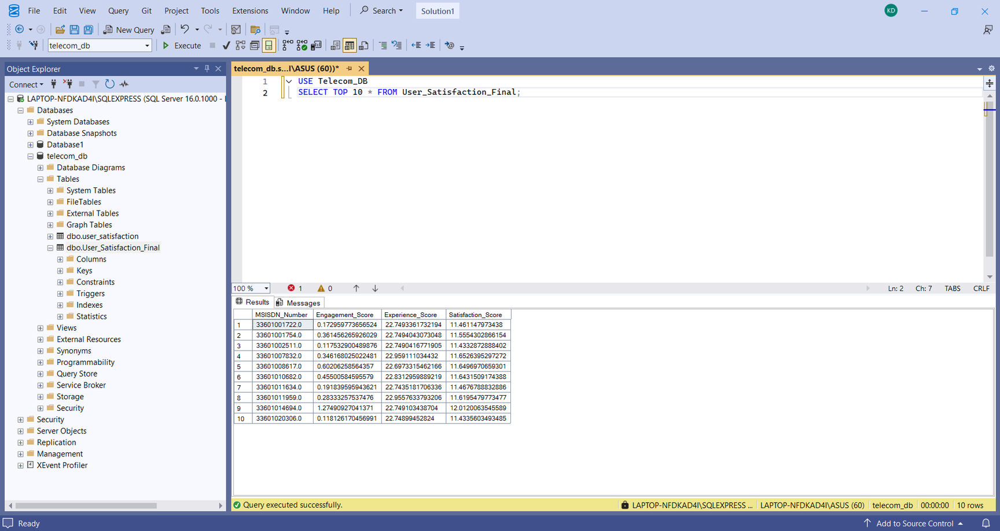 File Edit View Query Git Project Tools Extensions Window Help Search Solution1 KD
New Query
telecom_db Execute
Object Explorer
Connect
LAPTOP-NFDKAD4I\SQLEXPRESS (SQL Server 16.0.1000 -
Databases
System Databases
Database Snapshots
Database1
telecom_db
Database Diagrams
Tables
System Tables
FileTables
External Tables
Graph Tables
dbo.user_satisfaction
dbo.User_Satisfaction_Final
Columns
Keys
Constraints
Triggers
Indexes
Statistics
Views
External Resources
Synonyms
Programmability
Query Store
Service Broker
Storage
Security
Security
Server Objects
Replication
Management
XEvent Profiler
telecom_db.s...I\ASUS (60))*
1 USE Telecom_DB
2 SELECT TOP 10 * FROM User_Satisfaction_Final;
100 % 1 0 Ln: 2 Ch: 7 TABS CRLF
Results Messages
MSISDN_Number Engagement_Score Experience_Score Satisfaction_Score
1 33601001722.0 0.172959773656524 22.7493361732194 11.461147973438
2 33601001754.0 0.361456265926029 22.7494043073048 11.5554302866154
3 33601002511.0 0.117532900489876 22.7490416771905 11.4332872888402
4 33601007832.0 0.346168025022481 22.959111034432 11.6526395297272
5 33601008617.0 0.60206258564357 22.6973315462166 11.6496970659301
6 33601010682.0 0.45500584595579 22.8312959889219 11.6431509174388
7 33601011634.0 0.191839595943621 22.7435181706336 11.4676788832886
8 33601011959.0 0.28333257537476 22.9557633793206 11.6195479773477
9 33601014694.0 1.27490927041371 22.749103438704 12.0120063545589
10 33601020306.0 0.118126170456991 22.74899452824 11.4335603493485
Query executed successfully. LAPTOP-NFDKAD4I\SQLEXPRESS ... LAPTOP-NFDKAD4I\ASUS (60) telecom_db 00:00:00 10 rows
Ready Add to Source Control